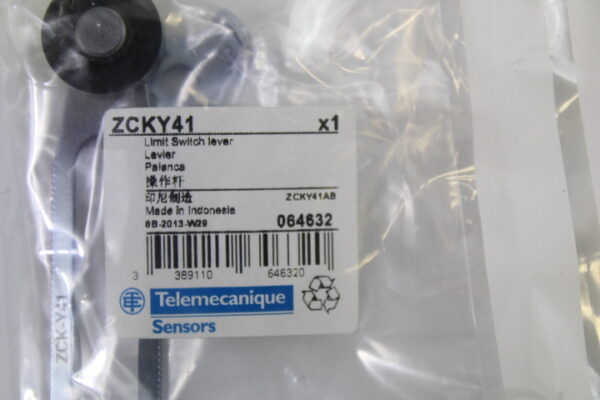 ZCKY41 x1
Limit Switch lever
Levier
Palanca
操作杆
印尼制造 ZCKY41AB
Made in Indonesia
6B-2013-W29 064632
3 389110 646320
Telemecanique
Sensors
ZCK-Y41